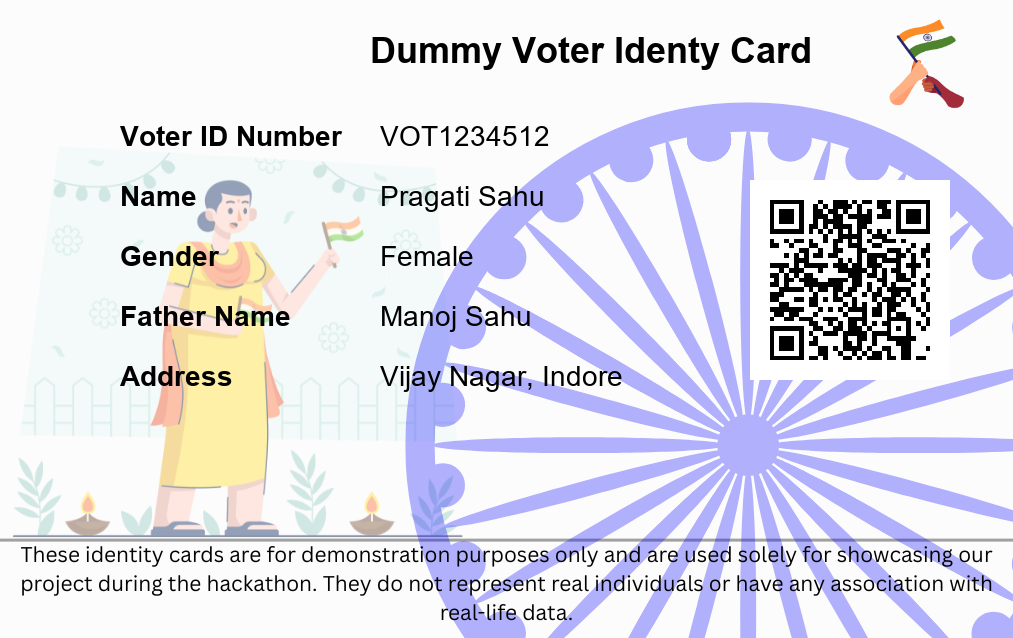 Dummy Voter Identy Card
Voter ID Number VOT1234512
Name Pragati Sahu
Gender Female
Father Name Manoj Sahu
Address Vijay Nagar, Indore
These identity cards are for demonstration purposes only and are used solely for showcasing our
project during the hackathon. They do not represent real individuals or have any association with
real-life data.